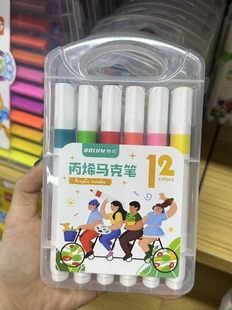 BOLUN
丙烯马克笔
Acrylic marker
12
colors